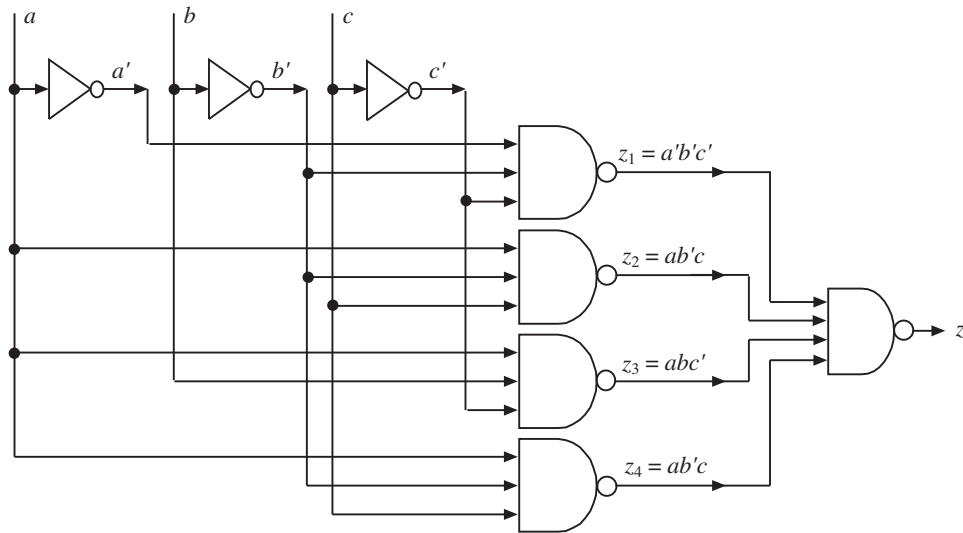 a b c
a' b' c'
z₁ = a'b'c'
z₂ = ab'c
z
z₃ = abc'
z₄ = ab'c